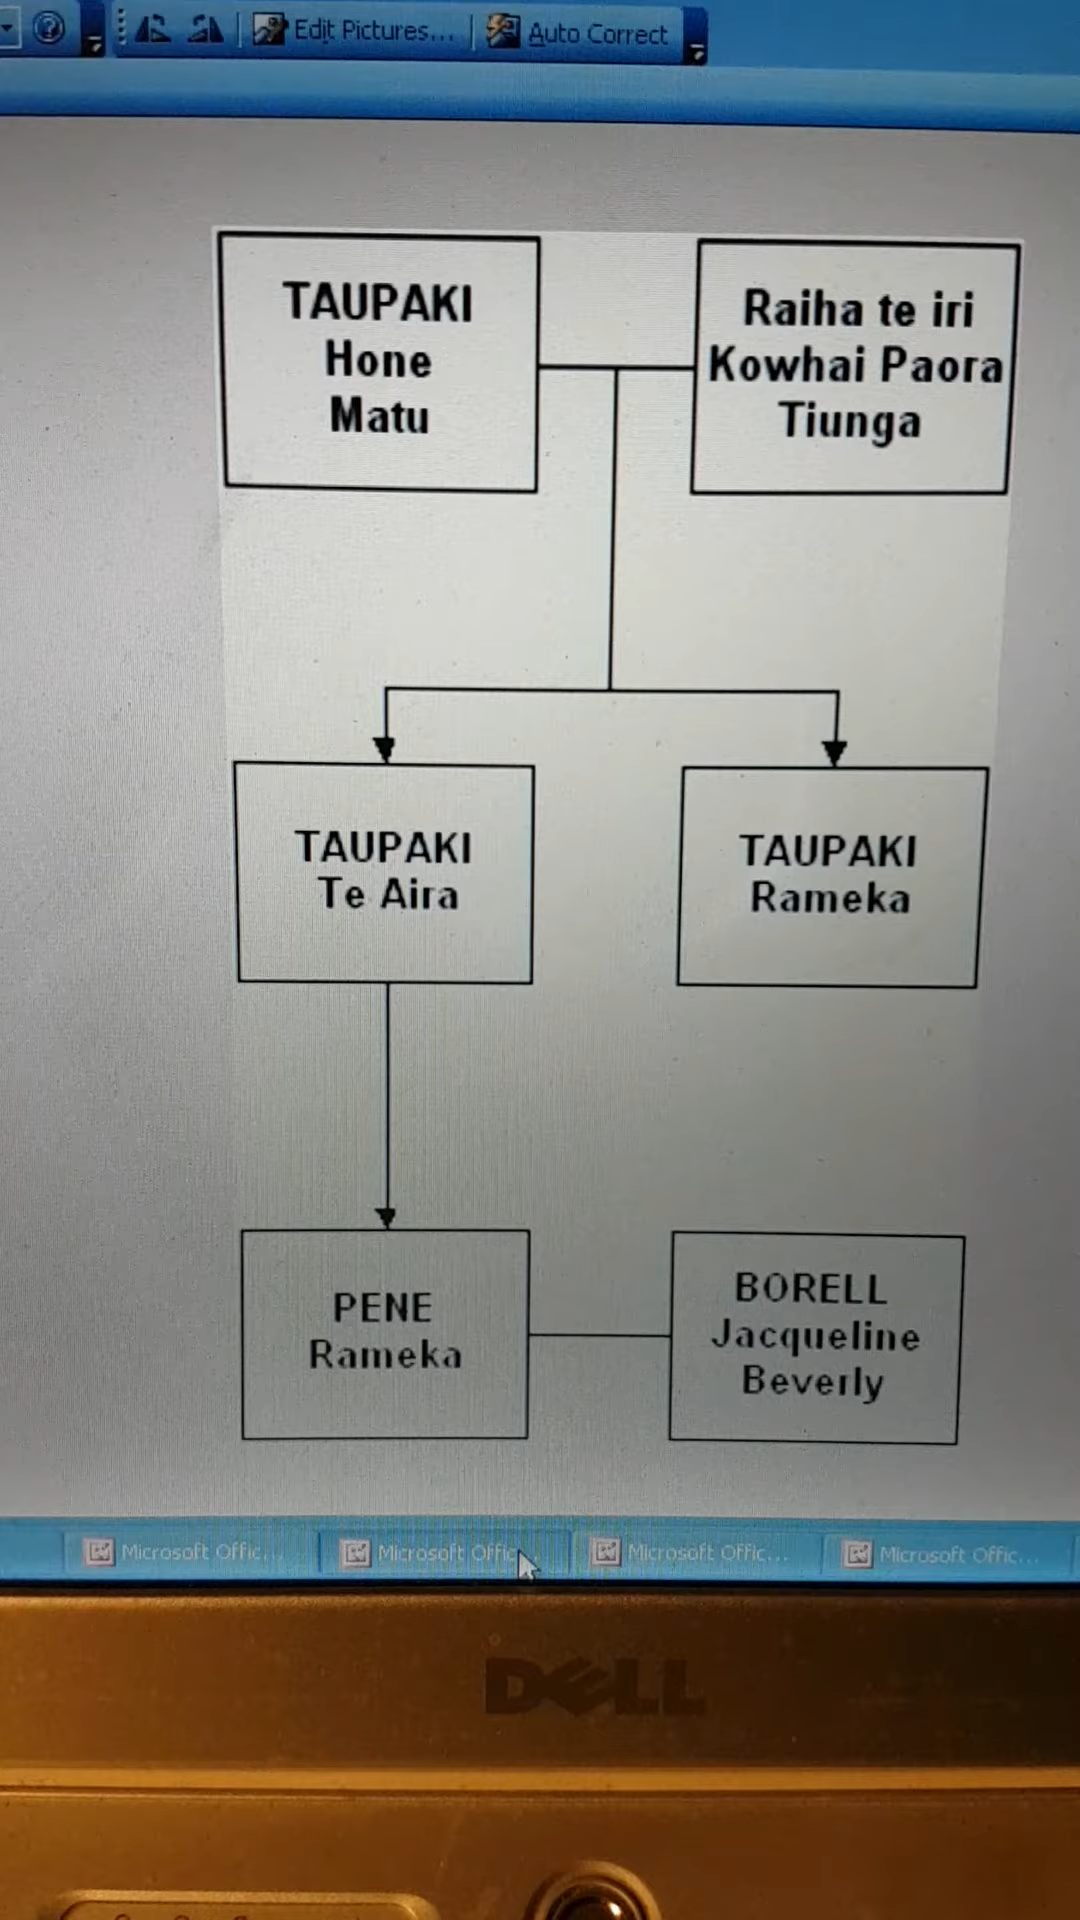 Edit Pictures...
Auto Correct
TAUPAKI
Hone
Matu
Raiha te iri
Kowhai Paora
Tiunga
TAUPAKI
Te Aira
TAUPAKI
Rameka
PENE
Rameka
BORELL
Jacqueline
Beverly
Microsoft Offic...
Microsoft Offic
Microsoft Offic...
Microsoft Offic...
DELL